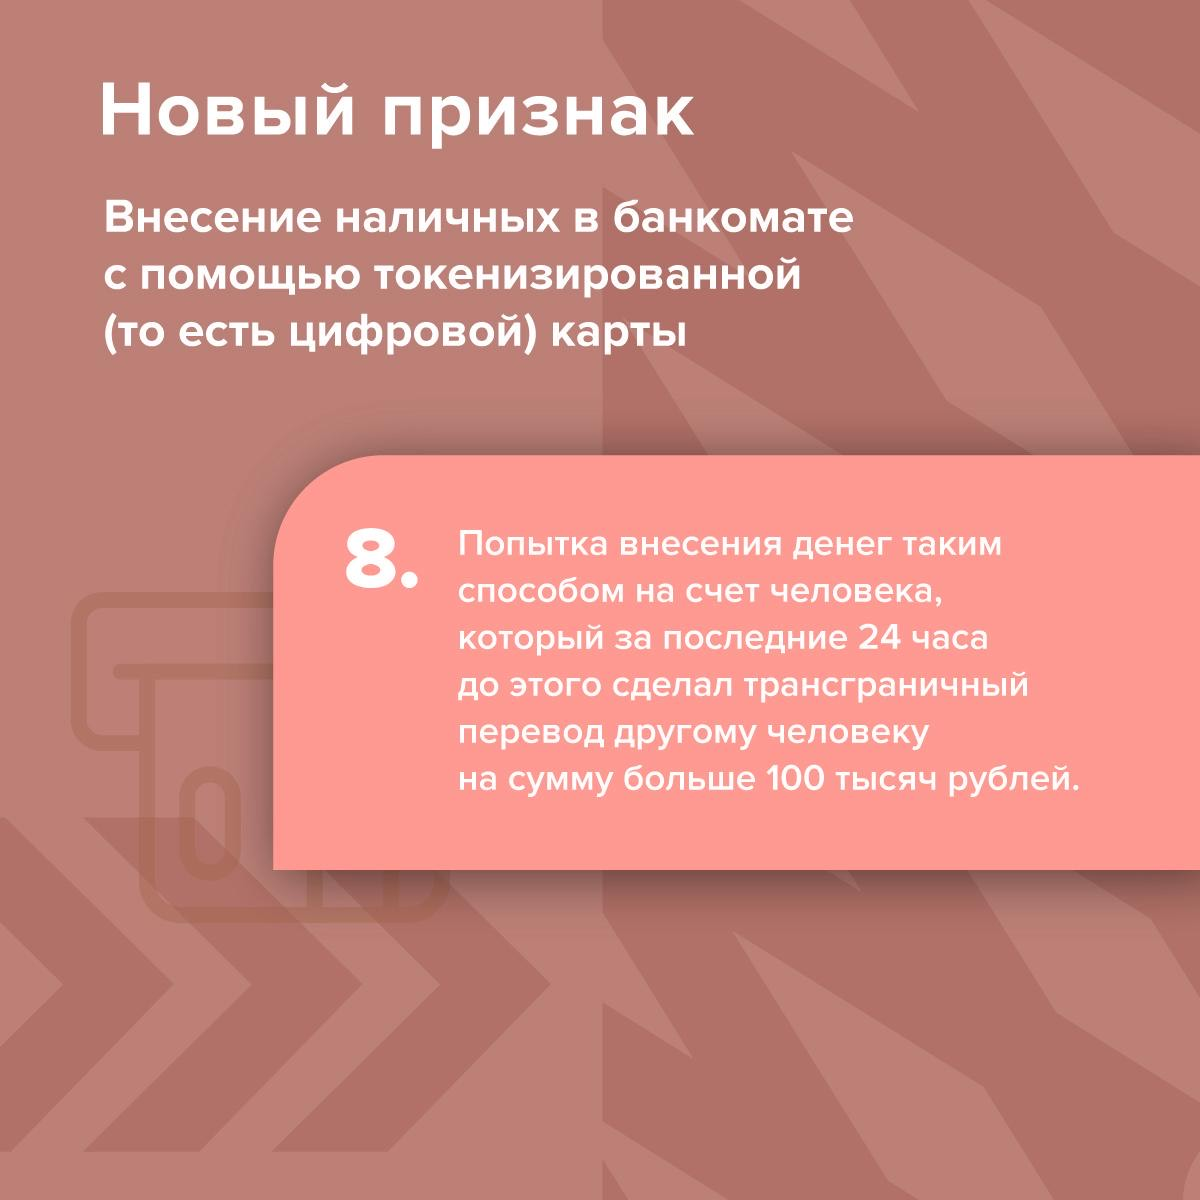 Новый признак
Внесение наличных в банкомате
с помощью токенизированной
(то есть цифровой) карты
8.
Попытка внесения денег таким
способом на счет человека,
который за последние 24 часа
до этого сделал трансграничный
перевод другому человеку
на сумму больше 100 тысяч рублей.